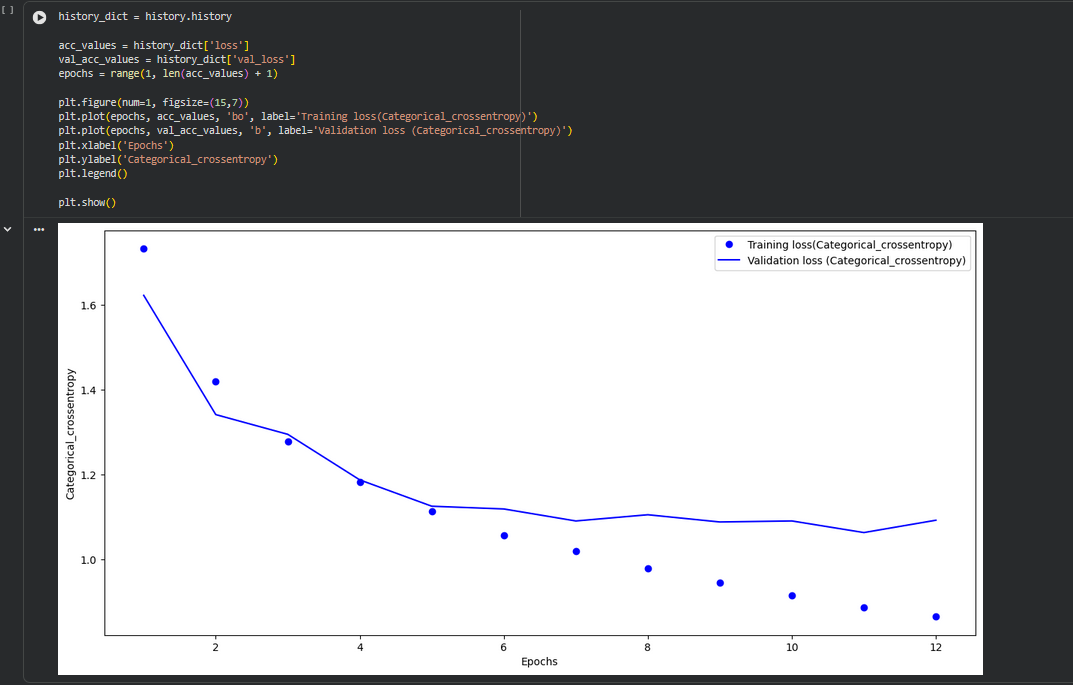 [ ]
history_dict = history.history
acc_values = history_dict['loss']
val_acc_values = history_dict['val_loss']
epochs = range(1, len(acc_values) + 1)
plt.figure(num=1, figsize=(15,7))
plt.plot(epochs, acc_values, 'bo', label='Training loss(Categorical_crossentropy)')
plt.plot(epochs, val_acc_values, 'b', label='Validation loss (Categorical_crossentropy)')
plt.xlabel('Epochs')
plt.ylabel('Categorical_crossentropy')
plt.legend()
plt.show()
Training loss(Categorical_crossentropy)
Validation loss (Categorical_crossentropy)
1.6
1.4
1.2
1.0
Categorical_crossentropy
2 4 6 8 10 12
Epochs